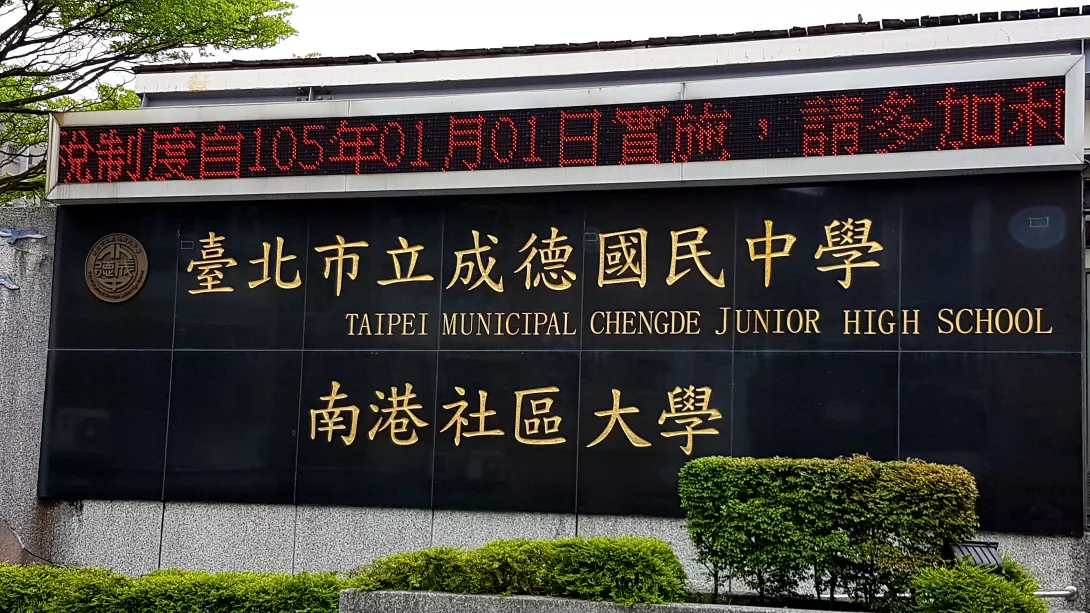 稅制度自105年01月01日實施，請多加利
臺北市立成德國民中學
TAIPEI MUNICIPAL CHENGDE JUNIOR HIGH SCHOOL
南港社區大學